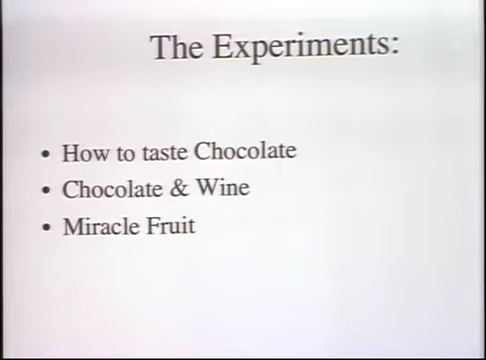 The Experiments:
• How to taste Chocolate
• Chocolate & Wine
• Miracle Fruit